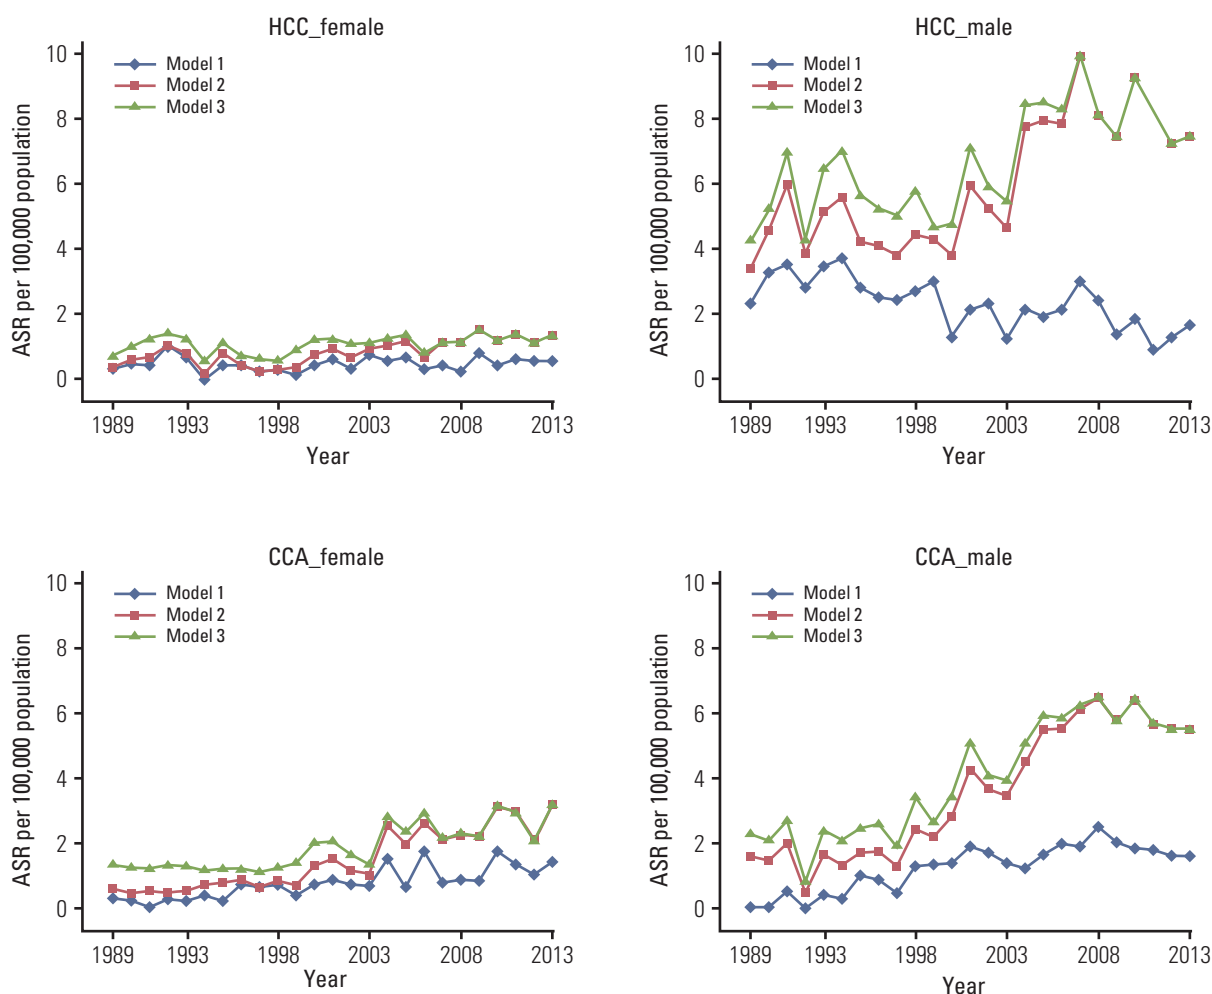 HCC_female
ASR per 100,000 population
10
8
6
4
2
0
Model 1
Model 2
Model 3
1989 1993 1998 2003 2008 2013
Year
HCC_male
ASR per 100,000 population
10
8
6
4
2
0
Model 1
Model 2
Model 3
1989 1993 1998 2003 2008 2013
Year
CCA_female
ASR per 100,000 population
10
8
6
4
2
0
Model 1
Model 2
Model 3
1989 1993 1998 2003 2008 2013
Year
CCA_male
ASR per 100,000 population
10
8
6
4
2
0
Model 1
Model 2
Model 3
1989 1993 1998 2003 2008 2013
Year